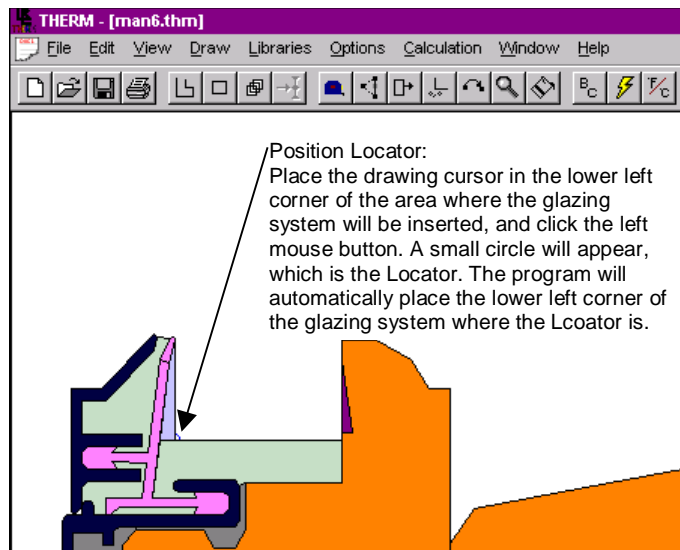 THERM - [man6.thm]
File Edit View Draw Libraries Options Calculation Window Help
BC F/C
Position Locator:
Place the drawing cursor in the lower left
corner of the area where the glazing
system will be inserted, and click the left
mouse button. A small circle will appear,
which is the Locator. The program will
automatically place the lower left corner of
the glazing system where the Lcoator is.